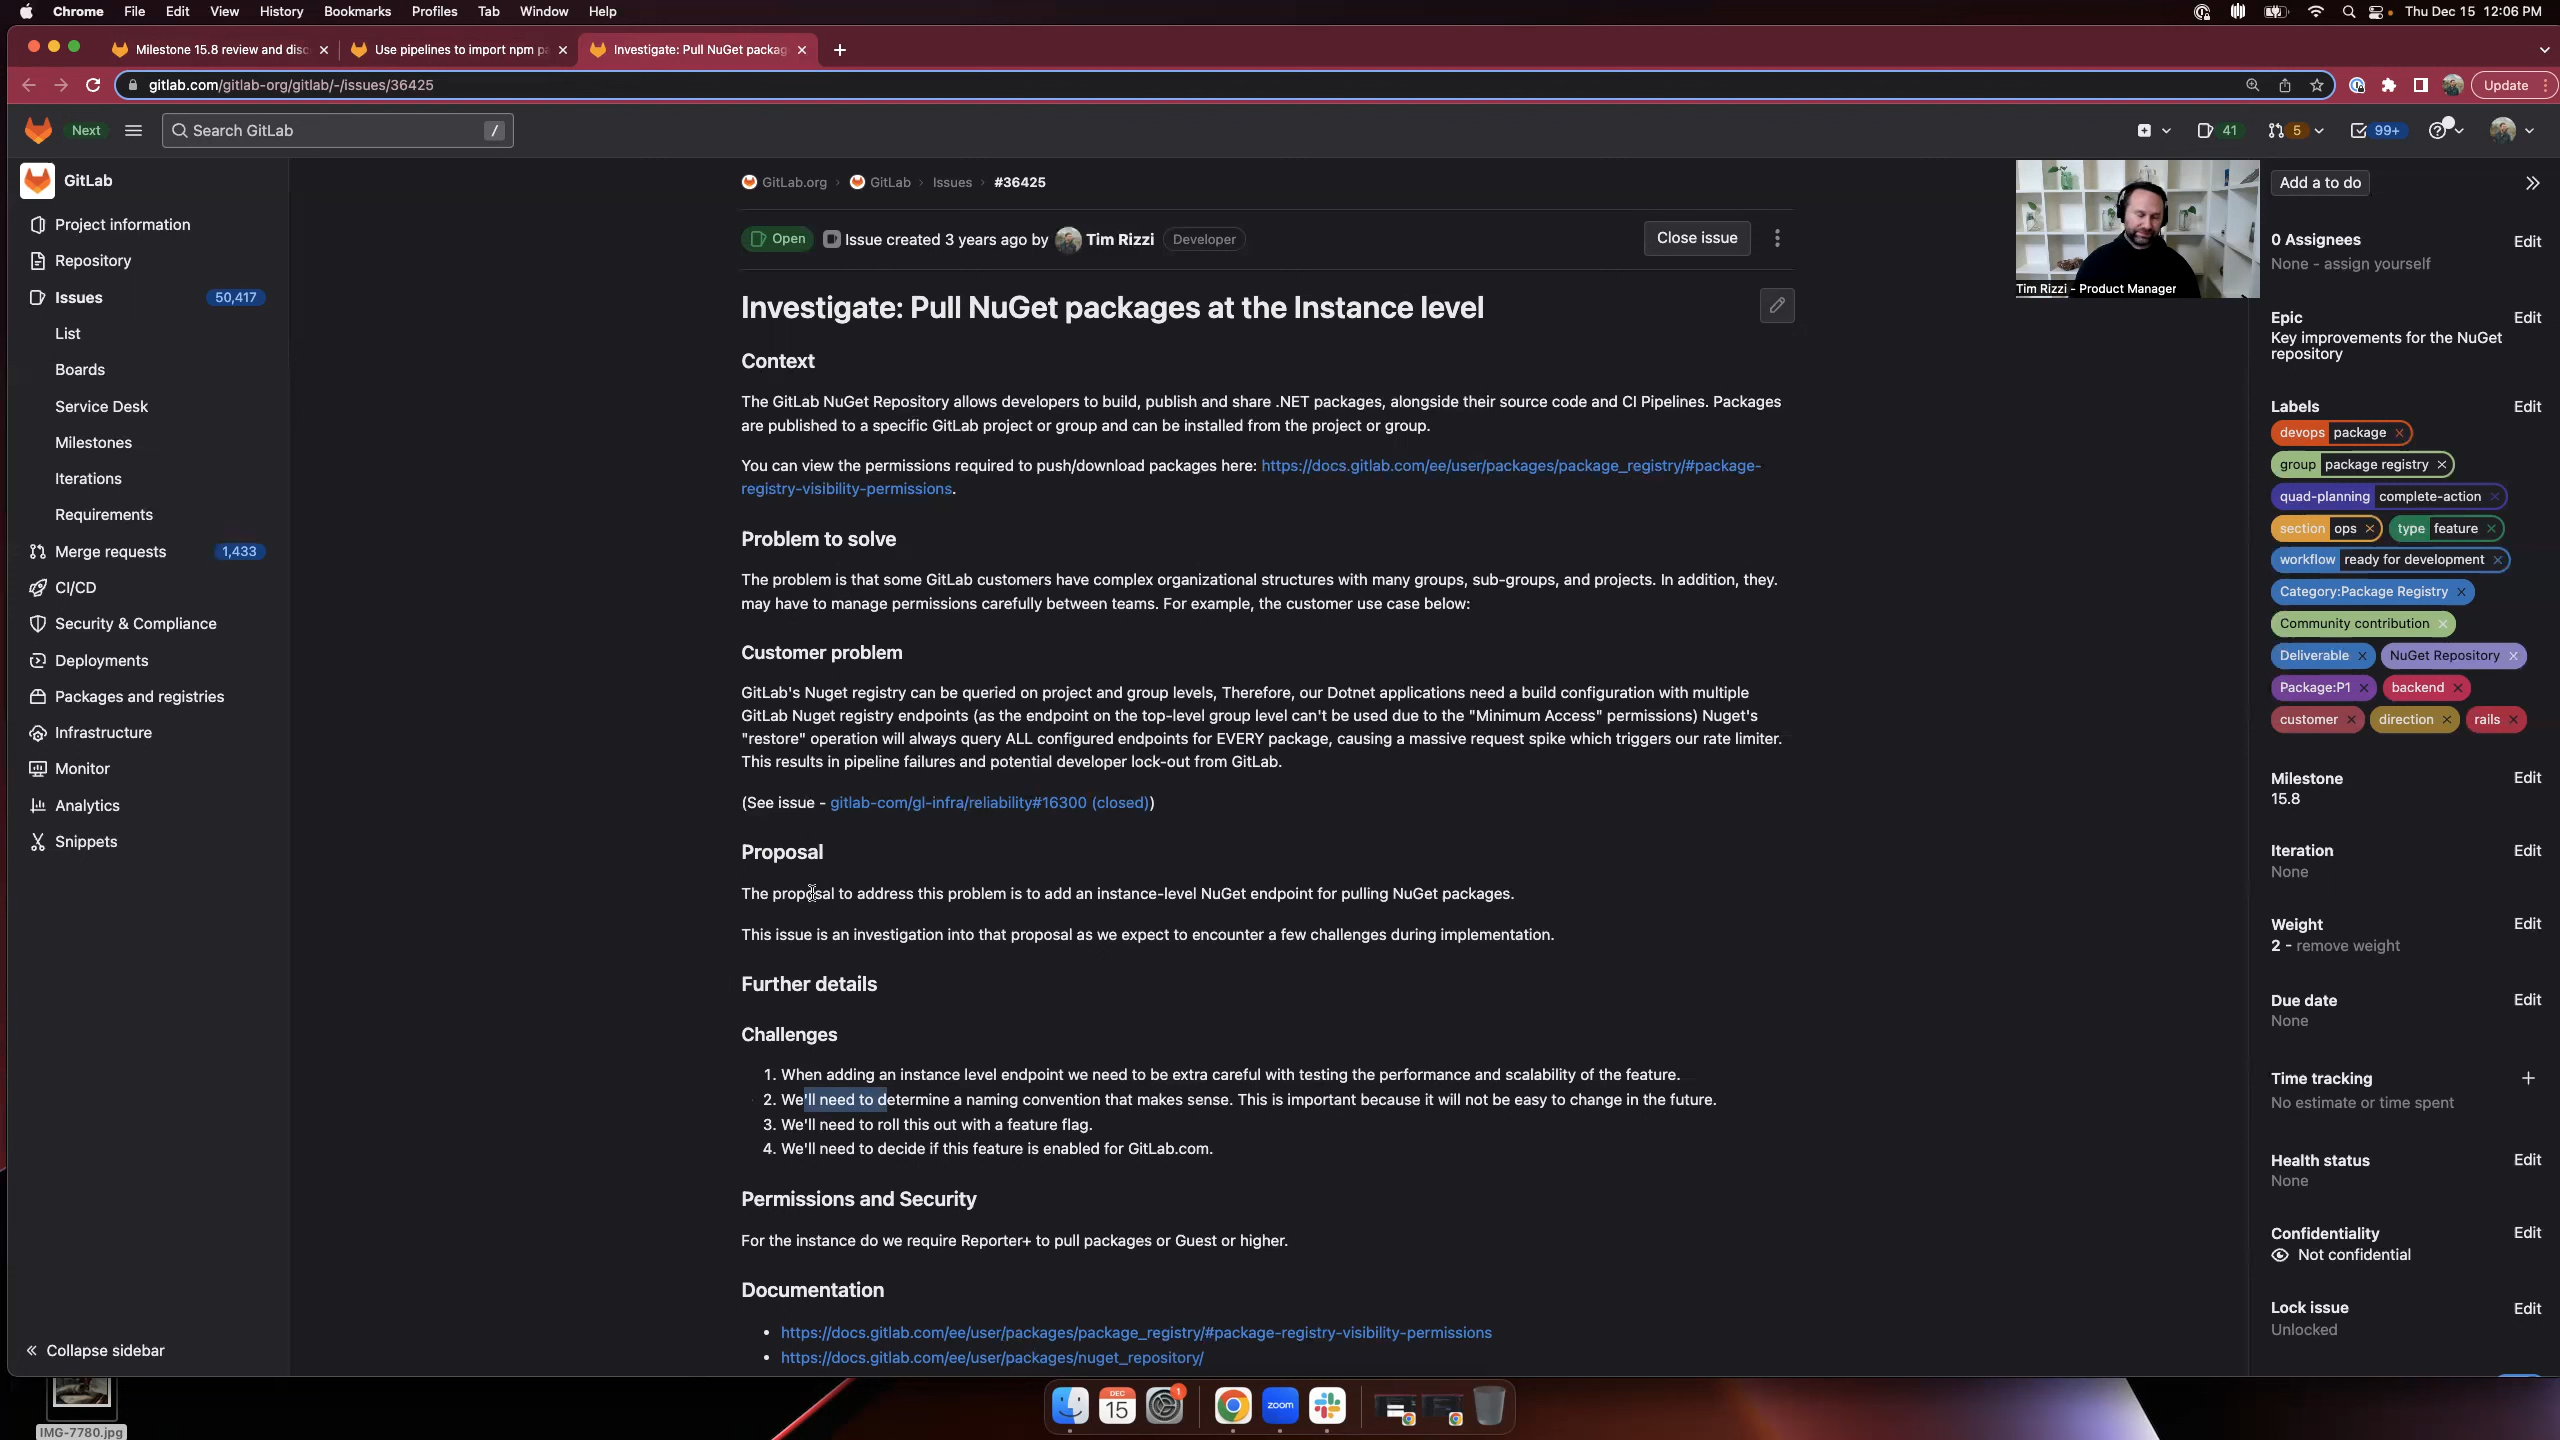 Chrome File Edit View History Bookmarks Profiles Tab Window Help
Thu Dec 15 12:06 PM
Milestone 15.8 review and disc
Use pipelines to import npm pa
Investigate: Pull NuGet packag
gitlab.com/gitlab-org/gitlab/-/issues/36425
Update
Next
Search GitLab
/
41
5
99+
GitLab
Project information
Repository
Issues 50,417
List
Boards
Service Desk
Milestones
Iterations
Requirements
Merge requests 1,433
CI/CD
Security & Compliance
Deployments
Packages and registries
Infrastructure
Monitor
Analytics
Snippets
Collapse sidebar
GitLab.org › GitLab › Issues › #36425
Open Issue created 3 years ago by Tim Rizzi Developer
Close issue
Investigate: Pull NuGet packages at the Instance level
Context
The GitLab NuGet Repository allows developers to build, publish and share .NET packages, alongside their source code and CI Pipelines. Packages
are published to a specific GitLab project or group and can be installed from the project or group.
You can view the permissions required to push/download packages here: https://docs.gitlab.com/ee/user/packages/package_registry/#package-
registry-visibility-permissions.
Problem to solve
The problem is that some GitLab customers have complex organizational structures with many groups, sub-groups, and projects. In addition, they.
may have to manage permissions carefully between teams. For example, the customer use case below:
Customer problem
GitLab's Nuget registry can be queried on project and group levels, Therefore, our Dotnet applications need a build configuration with multiple
GitLab Nuget registry endpoints (as the endpoint on the top-level group level can't be used due to the "Minimum Access" permissions) Nuget's
"restore" operation will always query ALL configured endpoints for EVERY package, causing a massive request spike which triggers our rate limiter.
This results in pipeline failures and potential developer lock-out from GitLab.
(See issue - gitlab-com/gl-infra/reliability#16300 (closed))
Proposal
The proposal to address this problem is to add an instance-level NuGet endpoint for pulling NuGet packages.
This issue is an investigation into that proposal as we expect to encounter a few challenges during implementation.
Further details
Challenges
1. When adding an instance level endpoint we need to be extra careful with testing the performance and scalability of the feature.
2. We'll need to determine a naming convention that makes sense. This is important because it will not be easy to change in the future.
3. We'll need to roll this out with a feature flag.
4. We'll need to decide if this feature is enabled for GitLab.com.
Permissions and Security
For the instance do we require Reporter+ to pull packages or Guest or higher.
Documentation
• https://docs.gitlab.com/ee/user/packages/package_registry/#package-registry-visibility-permissions
• https://docs.gitlab.com/ee/user/packages/nuget_repository/
Tim Rizzi - Product Manager
Add a to do
0 Assignees Edit
None - assign yourself
Epic Edit
Key improvements for the NuGet
repository
Labels Edit
devops package
group package registry
quad-planning complete-action
section ops type feature
workflow ready for development
Category:Package Registry
Community contribution
Deliverable NuGet Repository
Package:P1 backend
customer direction rails
Milestone Edit
15.8
Iteration Edit
None
Weight Edit
2 - remove weight
Due date Edit
None
Time tracking
No estimate or time spent
Health status Edit
None
Confidentiality Edit
Not confidential
Lock issue Edit
Unlocked
IMG-7780.jpg
DEC
15
1
zoom